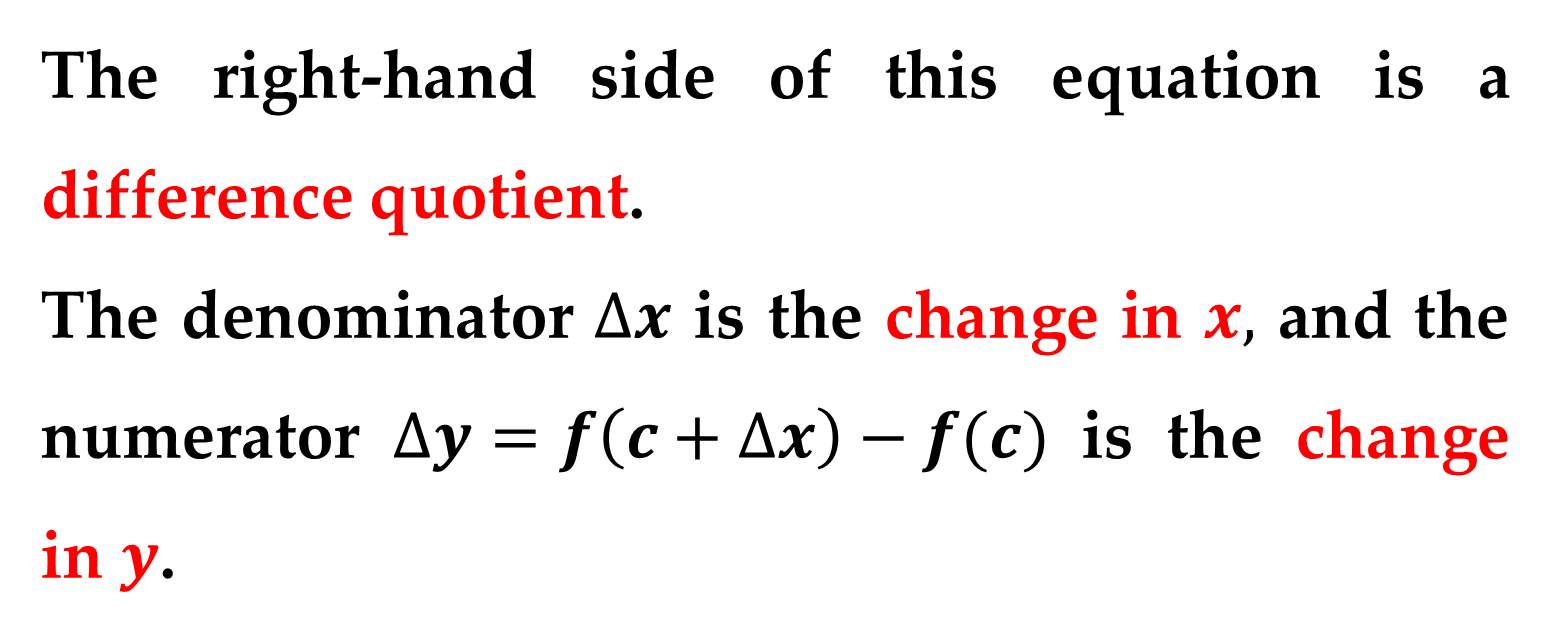 The right-hand side of this equation is a
difference quotient.
The denominator Δx is the change in x, and the
numerator Δy = f(c + Δx) − f(c) is the change
in y.